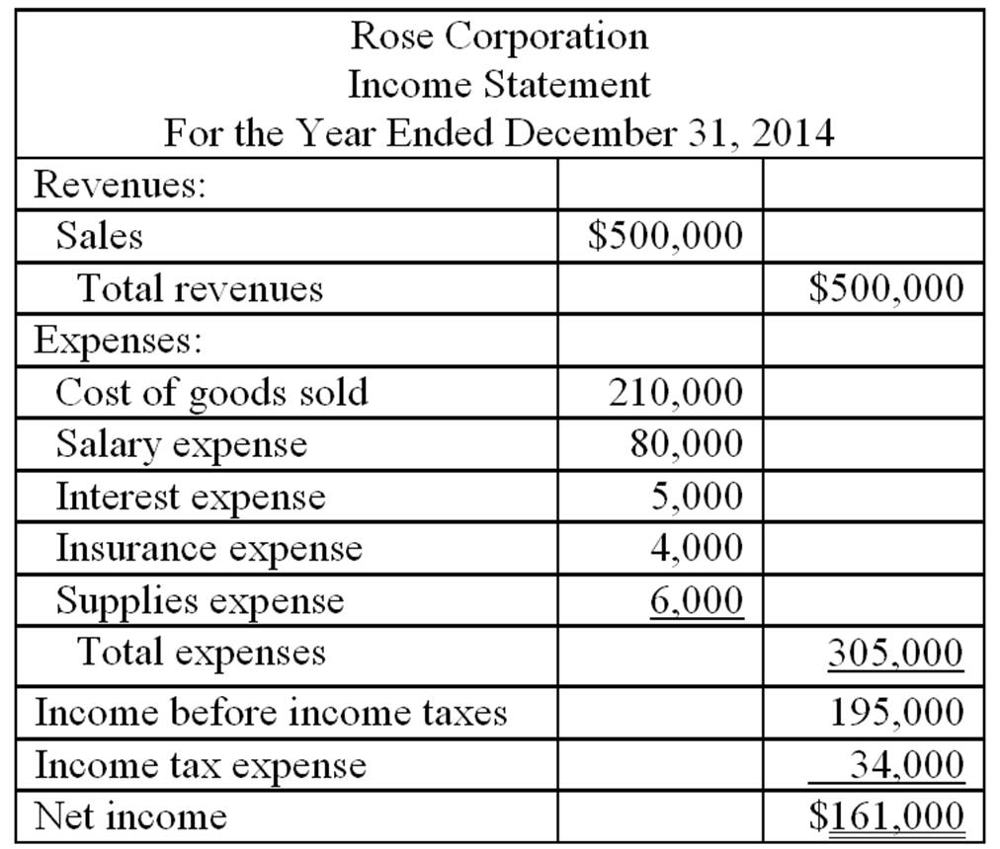 Rose Corporation
Income Statement
For the Year Ended December 31, 2014
Revenues:
Sales $500,000
Total revenues $500,000
Expenses:
Cost of goods sold 210,000
Salary expense 80,000
Interest expense 5,000
Insurance expense 4,000
Supplies expense 6,000
Total expenses 305,000
Income before income taxes 195,000
Income tax expense 34,000
Net income $161,000